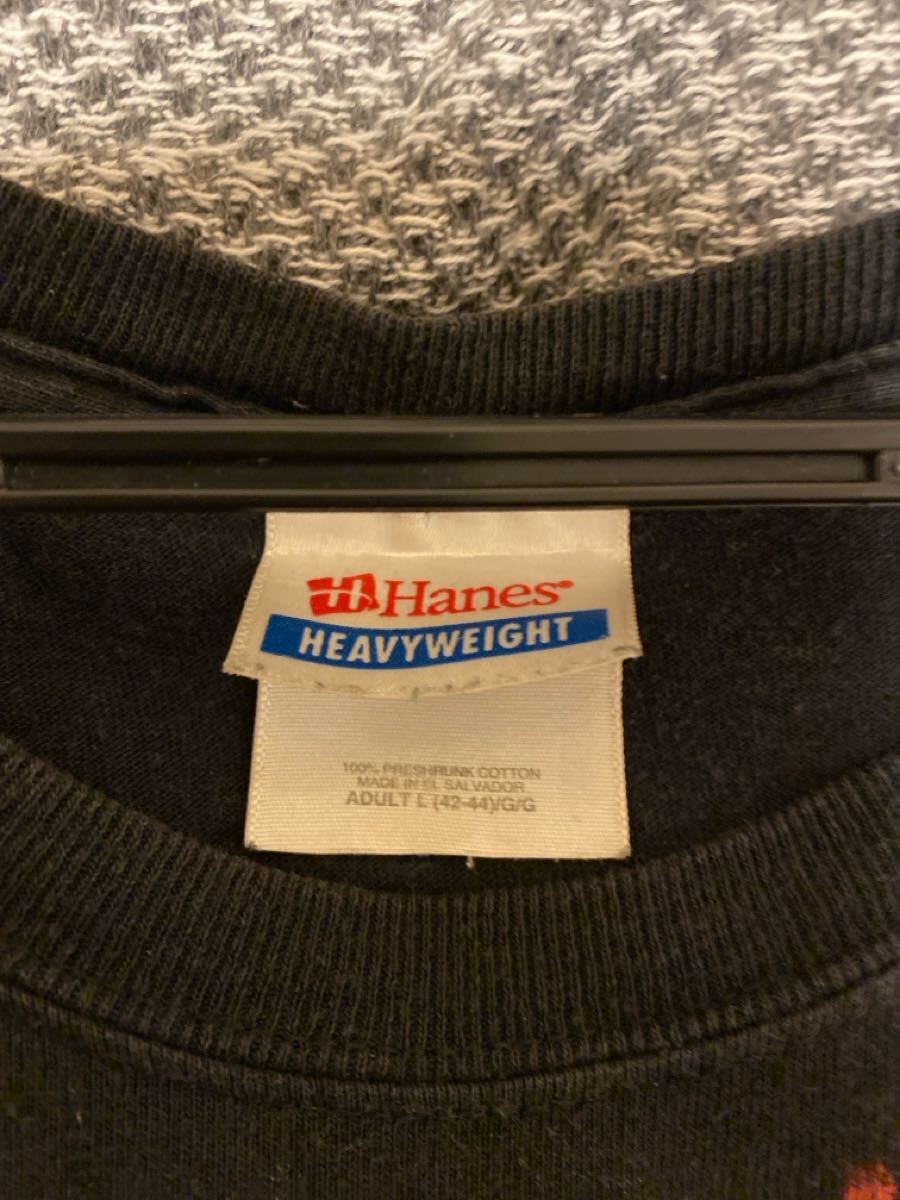 H Hanes
HEAVYWEIGHT
100% PRESHRUNK COTTON
MADE IN EL SALVADOR
ADULT L (42-44)/G/G